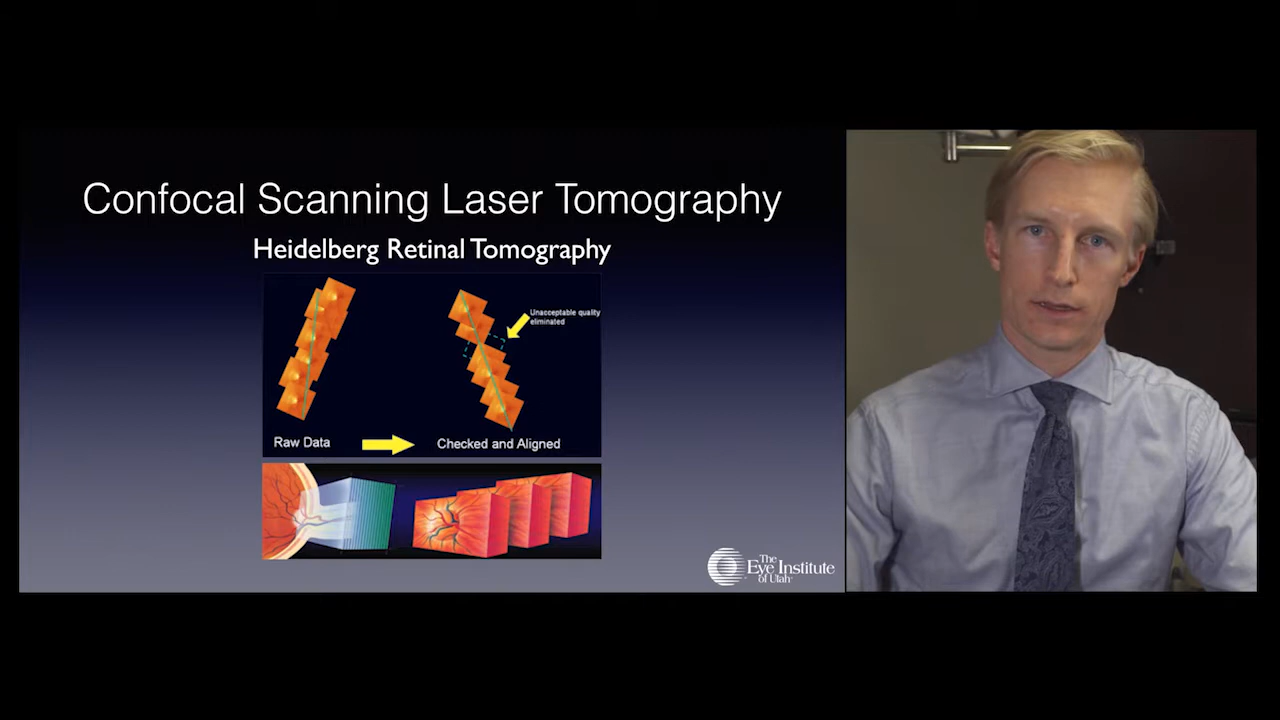 Confocal Scanning Laser Tomography
Heidelberg Retinal Tomography
Unacceptable quality
eliminated
Raw Data
Checked and Aligned
The
Eye Institute
of Utah